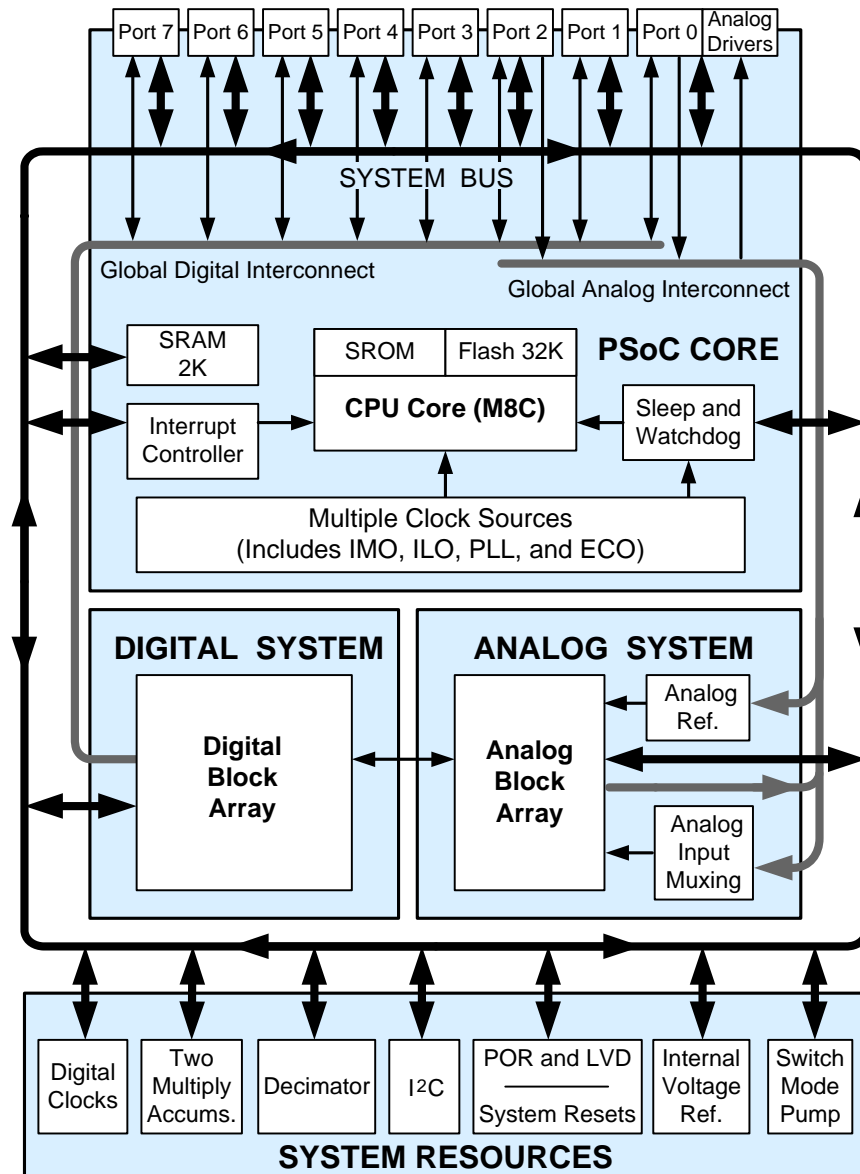 Port 7
Port 6
Port 5
Port 4
Port 3
Port 2
Port 1
Port 0
Analog
Drivers
SYSTEM BUS
Global Digital Interconnect
Global Analog Interconnect
PSoC CORE
SRAM
2K
SROM
Flash 32K
CPU Core (M8C)
Interrupt
Controller
Sleep and
Watchdog
Multiple Clock Sources
(Includes IMO, ILO, PLL, and ECO)
DIGITAL SYSTEM
ANALOG SYSTEM
Digital
Block
Array
Analog
Block
Array
Analog
Ref.
Analog
Input
Muxing
Digital
Clocks
Two
Multiply
Accums.
Decimator
I2C
POR and LVD
System Resets
Internal
Voltage
Ref.
Switch
Mode
Pump
SYSTEM RESOURCES